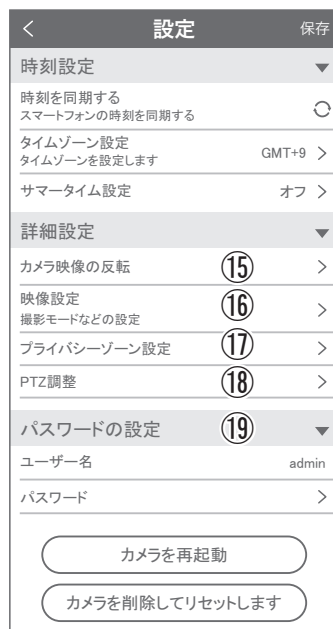 設定 保存
時刻設定
時刻を同期する
スマートフォンの時刻を同期する
タイムゾーン設定 GMT+9
タイムゾーンを設定します
サマータイム設定 オフ
詳細設定
カメラ映像の反転 ⑮
映像設定 ⑯
撮影モードなどの設定
プライバシーゾーン設定 ⑰
PTZ調整 ⑱
パスワードの設定 ⑲
ユーザー名 admin
パスワード
カメラを再起動
カメラを削除してリセットします